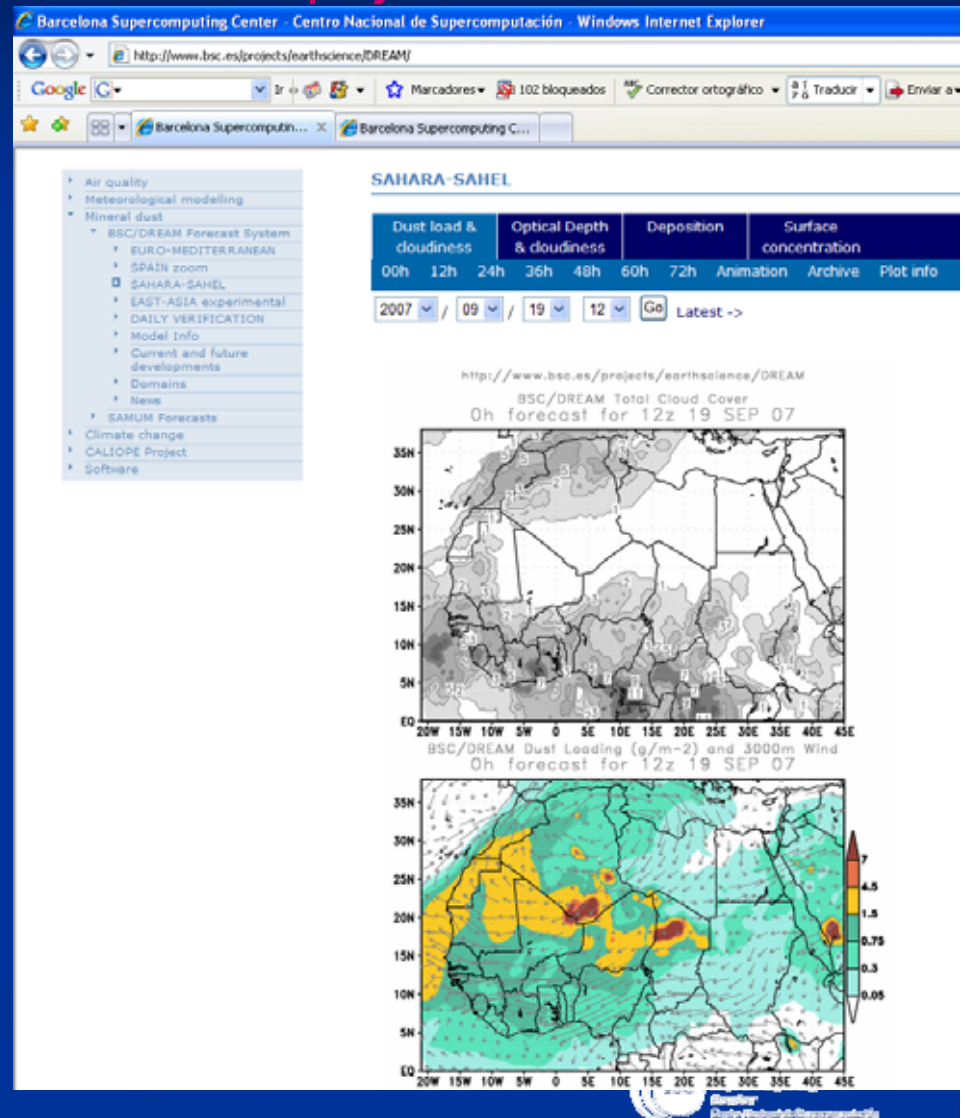 Barcelona Supercomputing Center - Centro Nacional de Supercomputación - Windows Internet Explorer
http://www.bsc.es/projects/earthscience/DREAM/
Google G Ir Marcadores 102 bloqueados Corrector ortográfico Traducir Enviar a
Barcelona Supercomputin... Barcelona Supercomputing C...
Air quality
Meteorological modelling
Mineral dust
BSC/DREAM Forecast System
EURO-MEDITERRANEAN
SPAIN zoom
SAHARA-SAHEL
EAST-ASIA experimental
DAILY VERIFICATION
Model Info
Current and future
developments
Domains
News
SAMUM Forecasts
Climate change
CALIOPE Project
Software
SAHARA-SAHEL
Dust load & cloudiness Optical Depth & cloudiness Deposition Surface concentration
00h 12h 24h 36h 48h 60h 72h Animation Archive Plot info
2007 / 09 / 19 12 Go Latest ->
http://www.bsc.es/projects/earthscience/DREAM
BSC/DREAM Total Cloud Cover
0h forecast for 12z 19 SEP 07
35N
30N
25N
20N
15N
10N
5N
EQ
20W 15W 10W 5W 0 5E 10E 15E 20E 25E 30E 35E 40E 45E
BSC/DREAM Dust Loading (g/m-2) and 3000m Wind
0h forecast for 12z 19 SEP 07
35N
30N
25N
20N
15N
10N
5N
EQ
20W 15W 10W 5W 0 5E 10E 15E 20E 25E 30E 35E 40E 45E
7
4.5
1.5
0.75
0.3
0.05